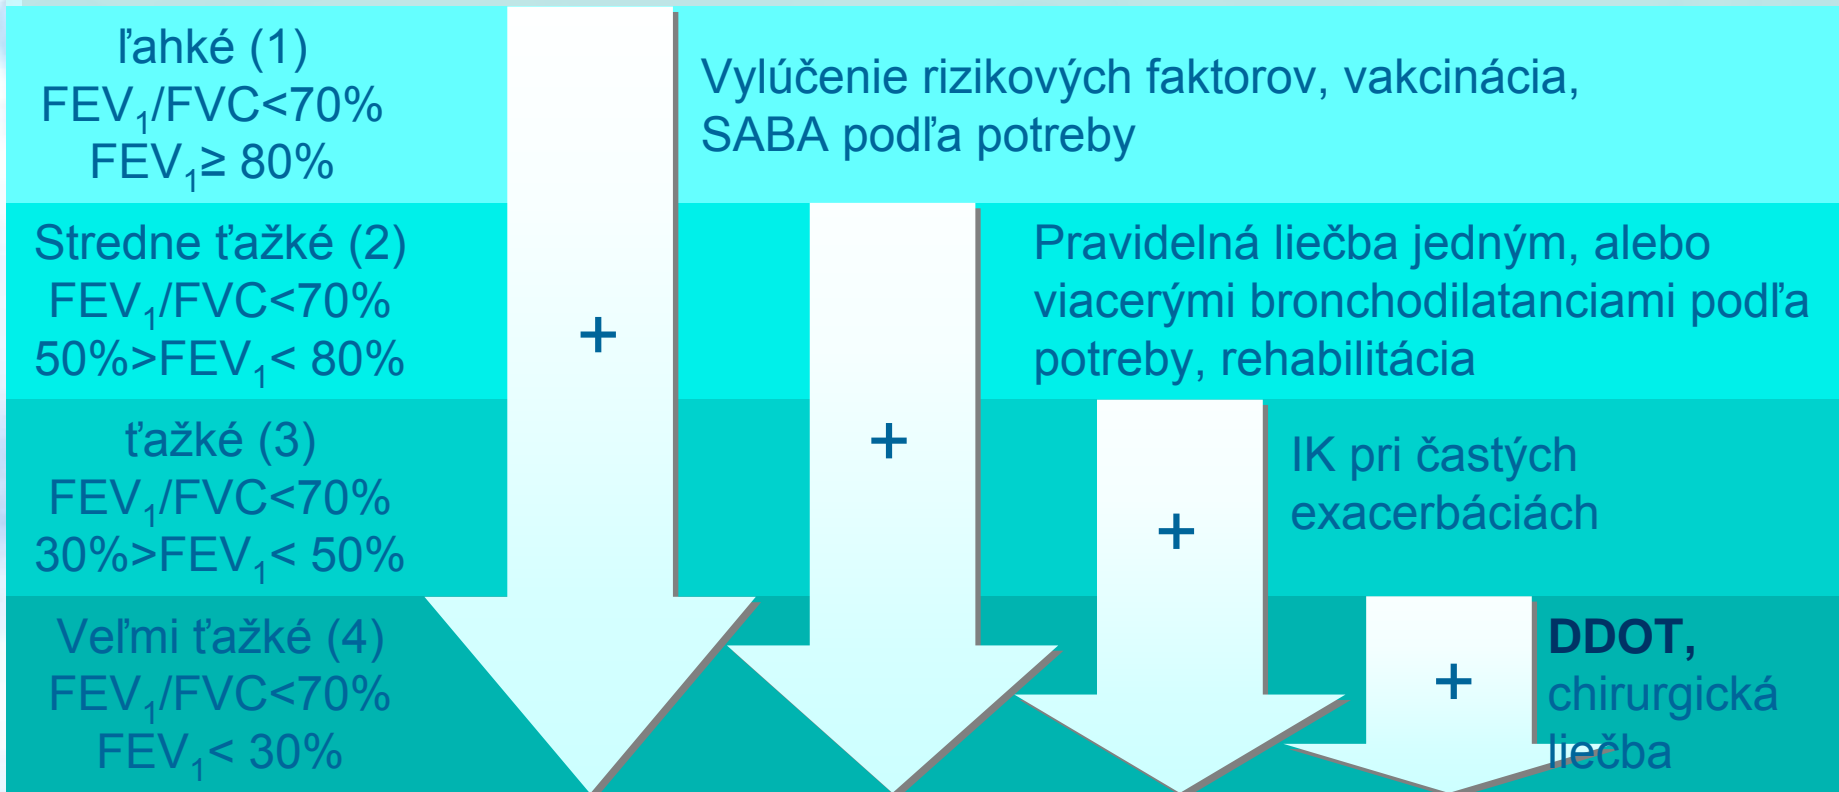 ľahké (1)
FEV₁/FVC<70%
FEV₁≥ 80%
Vylúčenie rizikových faktorov, vakcinácia,
SABA podľa potreby
Stredne ťažké (2)
FEV₁/FVC<70%
50%>FEV₁< 80%
+
Pravidelná liečba jedným, alebo
viacerými bronchodilatanciami podľa
potreby, rehabilitácia
ťažké (3)
FEV₁/FVC<70%
30%>FEV₁< 50%
+
IK pri častých
exacerbáciách
+
Veľmi ťažké (4)
FEV₁/FVC<70%
FEV₁< 30%
+
DDOT,
chirurgická
liečba